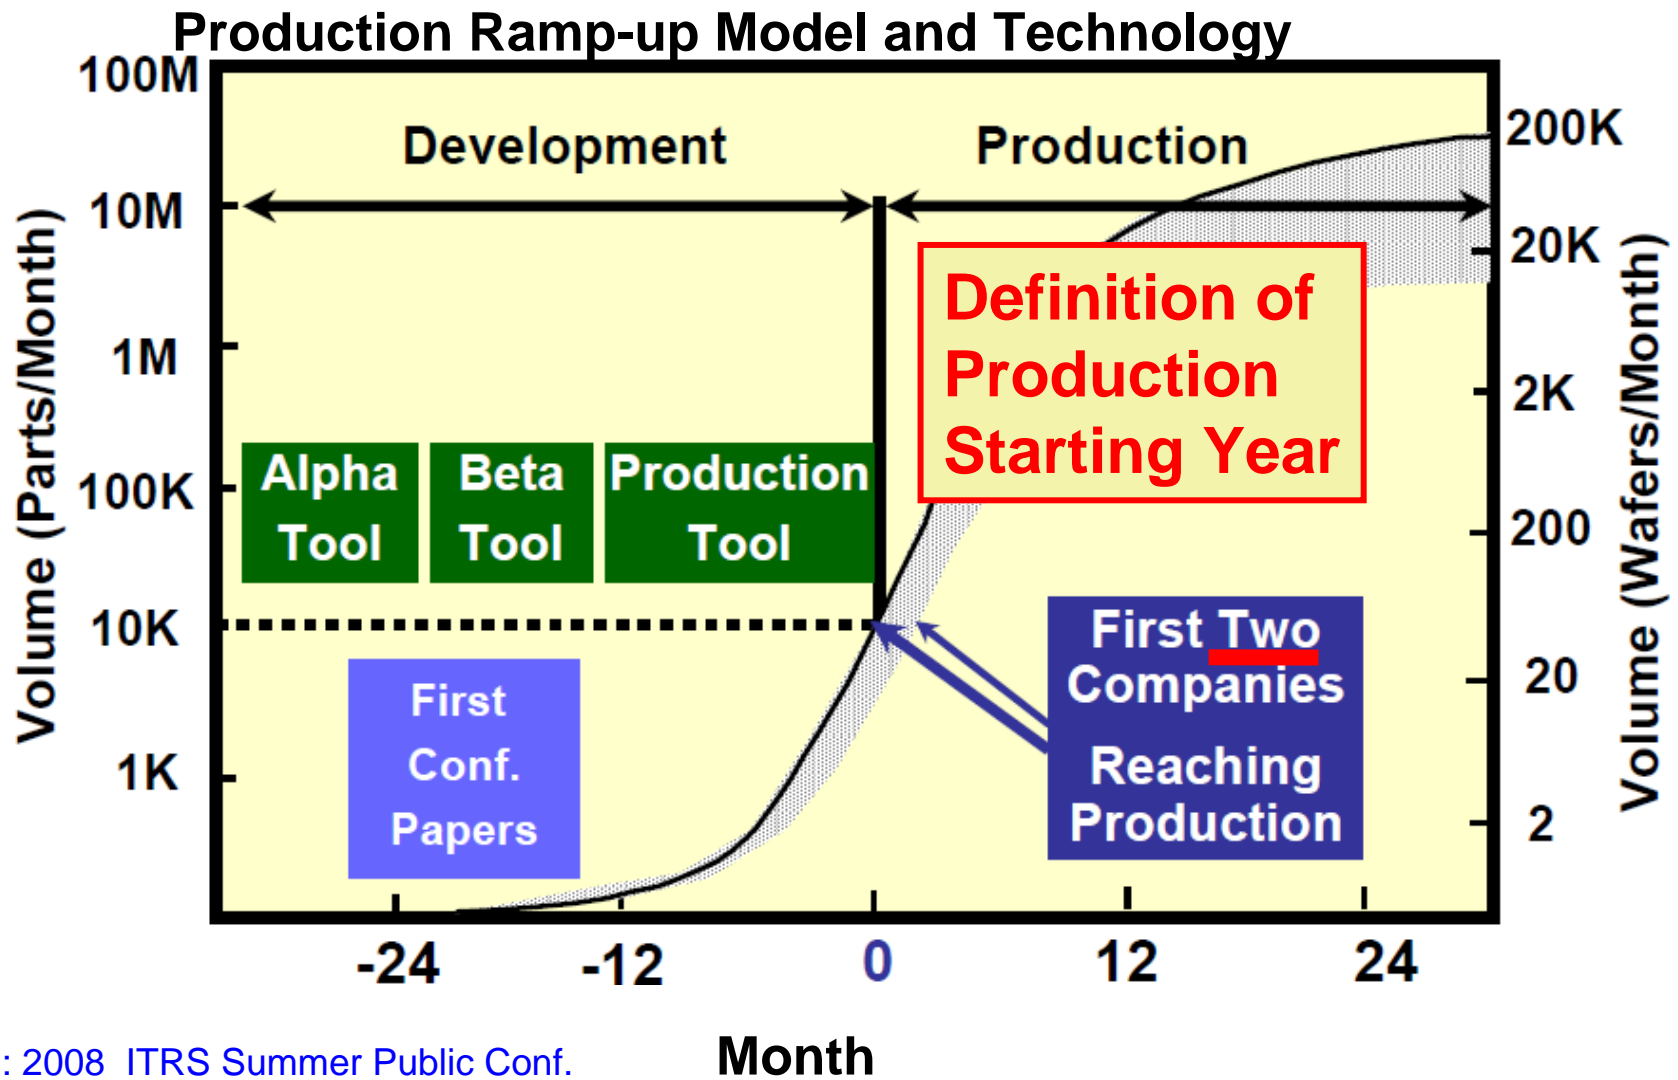 Production Ramp-up Model and Technology
100M
10M
1M
100K
10K
1K
Volume (Parts/Month)
Development
Production
200K
20K
2K
200
20
2
Volume (Wafers/Month)
Definition of
Production
Starting Year
Alpha
Tool
Beta
Tool
Production
Tool
First
Conf.
Papers
First Two
Companies
Reaching
Production
-24
-12
0
12
24
Month
: 2008 ITRS Summer Public Conf.